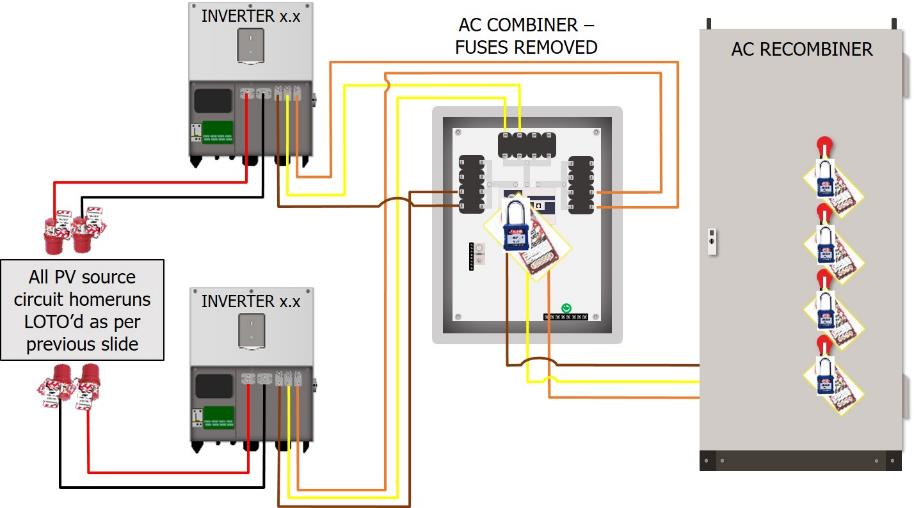 INVERTER x.x
AC COMBINER –
FUSES REMOVED
AC RECOMBINER
All PV source
circuit homeruns
LOTO'd as per
previous slide
INVERTER x.x